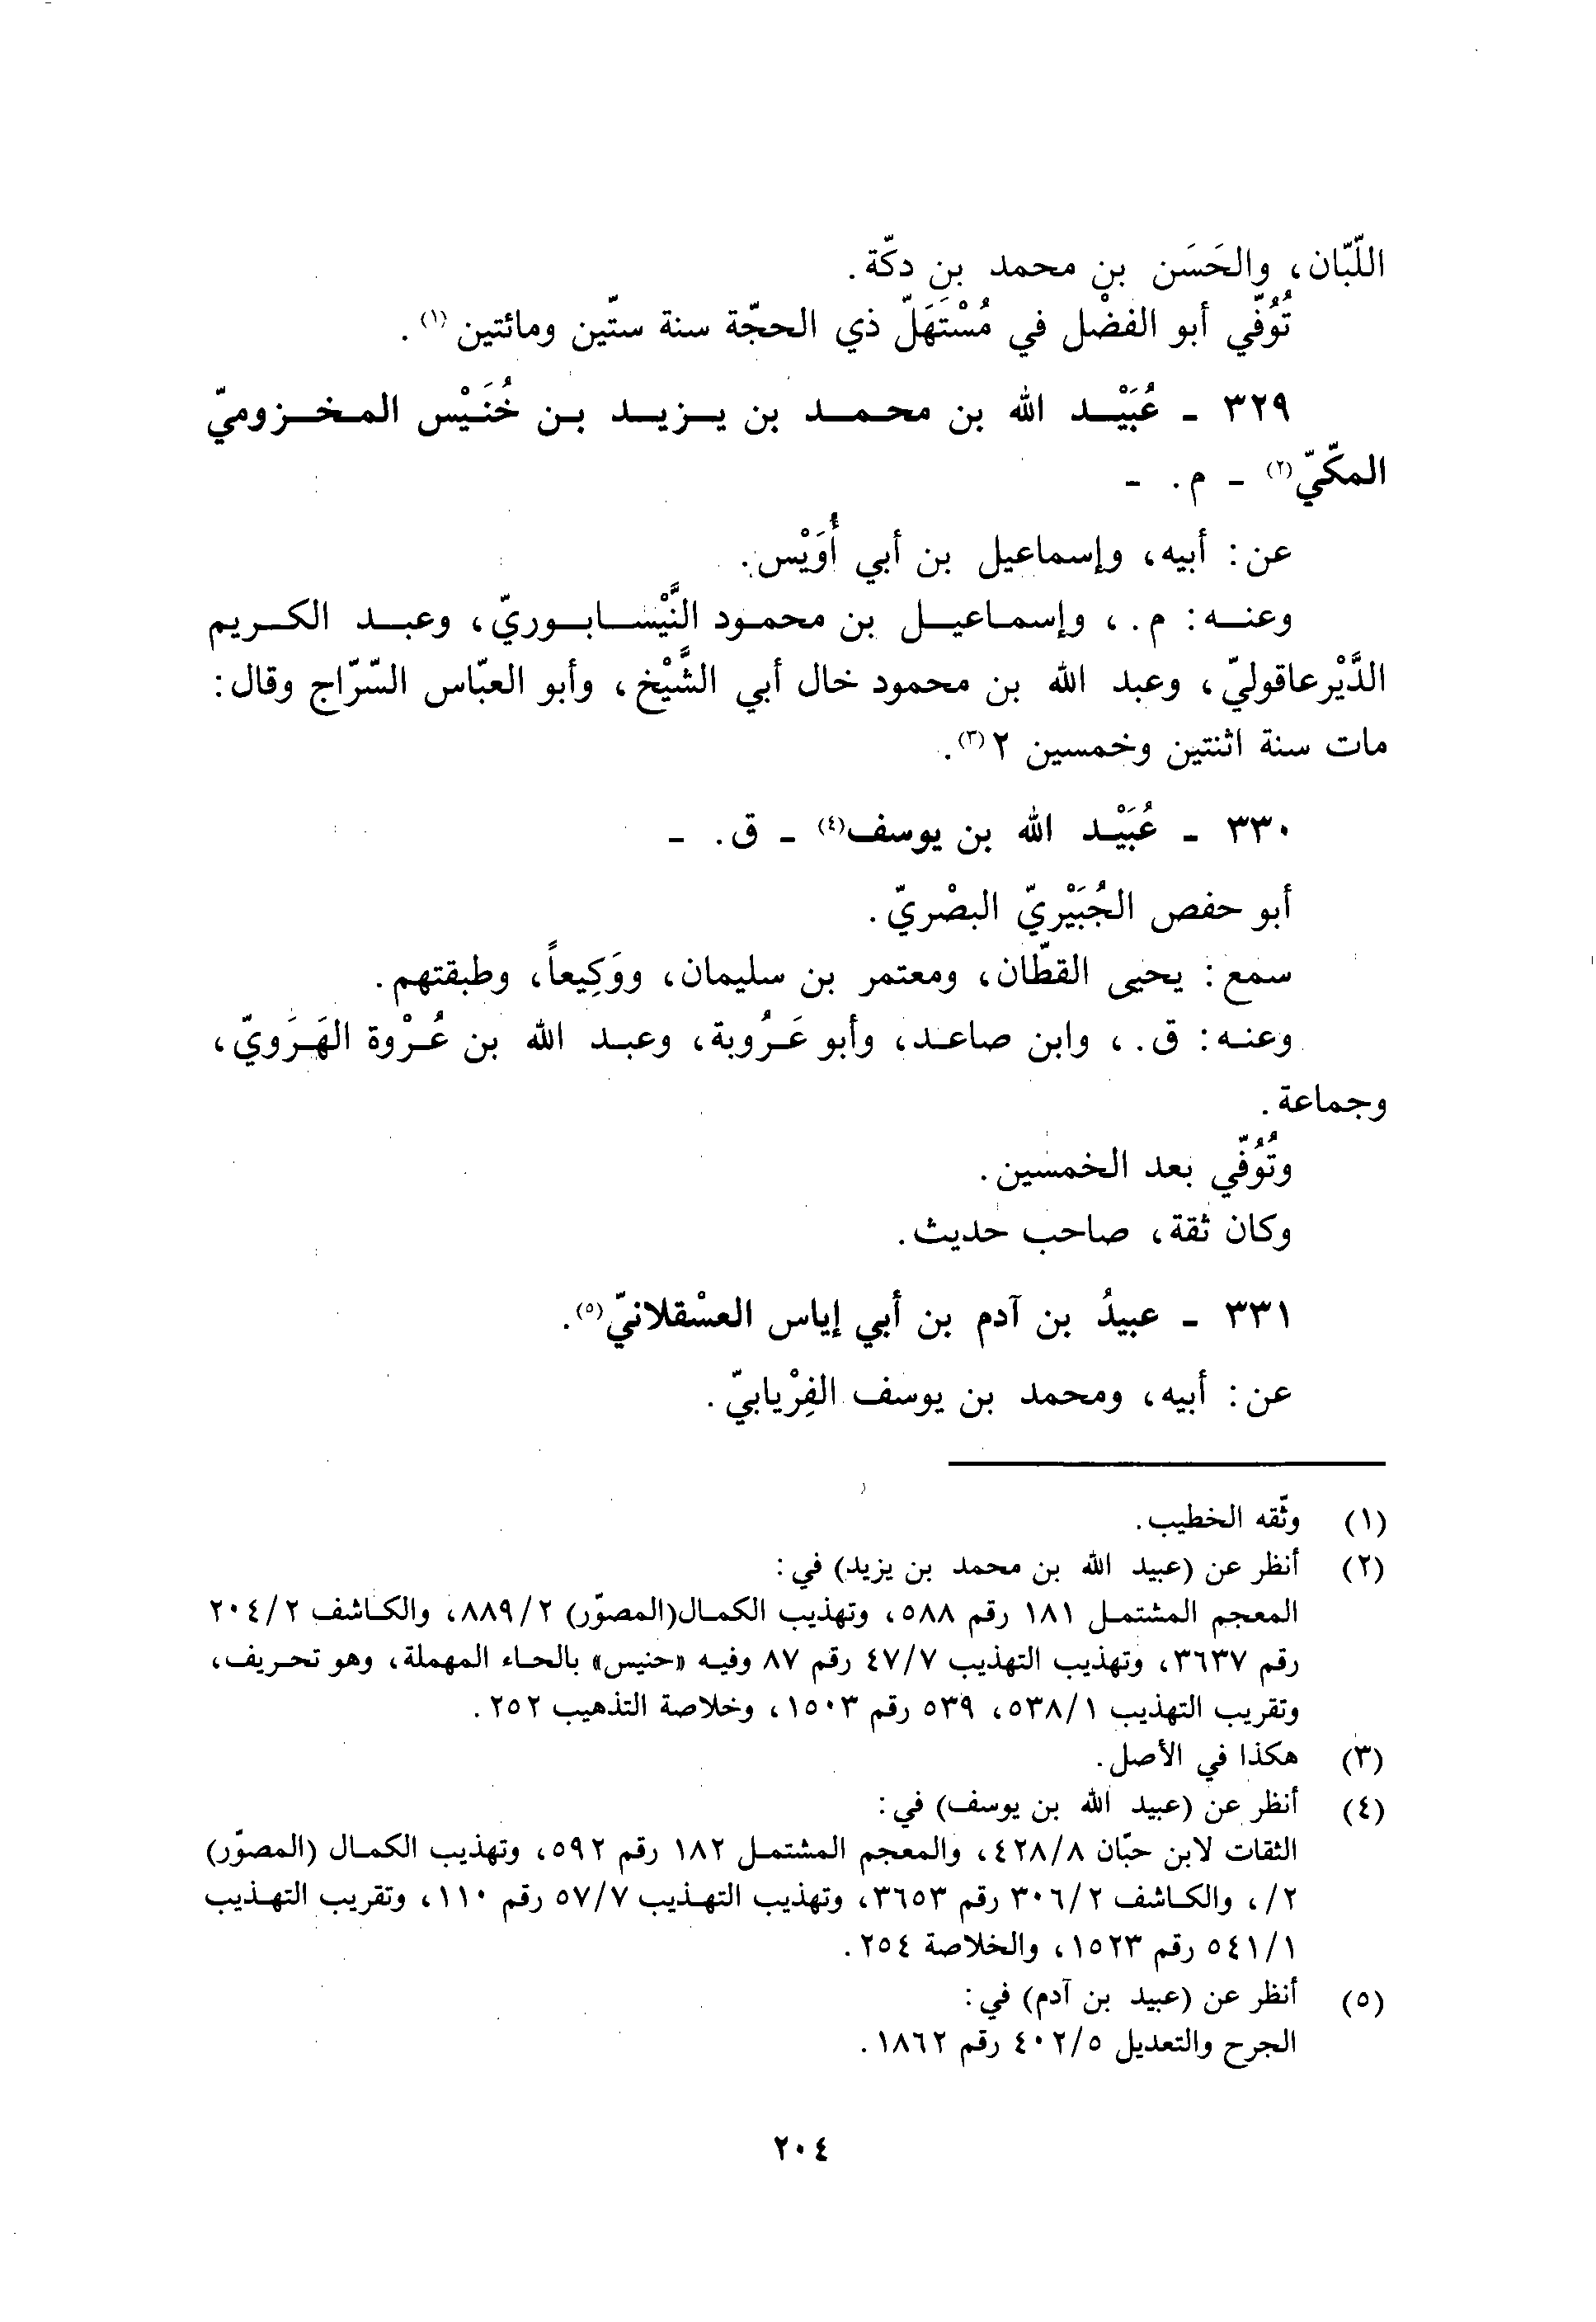 اللّبّان، والحَسَن بن محمد بن دكّة.
تُوُفّي أبو الفضْل في مُسْتَهَلّ ذي الحجّة سنة ستّين ومائتين (١).
٣٢٩ - عُبَيْد الله بن محمد بن يزيد بن خُنَيْس المخزوميّ
المكّيّ(٢) - م. -
عن: أبيه، وإسماعيل بن أبي أُوَيْس.
وعنه: م.، وإسماعيل بن محمود النَّيْسابوريّ، وعبد الكريم
الدَّيْرعاقوليّ، وعبد الله بن محمود خال أبي الشَّيْخ، وأبو العبّاس السّرّاج وقال:
مات سنة اثنتين وخمسين ٢(٣).
٣٣٠ - عُبَيْد الله بن يوسف(٤) - ق. -
أبو حفص الجُبَيْريّ البصْريّ.
سمع: يحيى القطّان، ومعتمر بن سليمان، ووَكِيعاً، وطبقتهم.
وعنه: ق.، وابن صاعد، وأبو عَرُوبة، وعبد الله بن عُرْوة الهَرَويّ،
وجماعة.
وتُوُفّي بعد الخمسين.
وكان ثقة، صاحب حديث.
٣٣١ - عبيدُ بن آدم بن أبي إياس العسْقلانيّ(٥).
عن: أبيه، ومحمد بن يوسف الفِرْيابيّ.
(١) وثّقه الخطيب.
(٢) أنظر عن (عبيد الله بن محمد بن يزيد) في:
المعجم المشتمل ١٨١ رقم ٥٨٨، وتهذيب الكمال(المصوّر) ٨٨٩/٢، والكاشف ٢٠٤/٢
رقم ٣٦٣٧، وتهذيب التهذيب ٤٧/٧ رقم ٨٧ وفيه «حنيس» بالحاء المهملة، وهو تحريف،
وتقريب التهذيب ٥٣٨/١، ٥٣٩ رقم ١٥٠٣، وخلاصة التذهيب ٢٥٢.
(٣) هكذا في الأصل.
(٤) أنظر عن (عبيد الله بن يوسف) في:
الثقات لابن حبّان ٤٢٨/٨، والمعجم المشتمل ١٨٢ رقم ٥٩٢، وتهذيب الكمال (المصوّر)
٢/، والكاشف ٣٠٦/٢ رقم ٣٦٥٣، وتهذيب التهذيب ٥٧/٧ رقم ١١٠، وتقريب التهذيب
٥٤١/١ رقم ١٥٢٣، والخلاصة ٢٥٤.
(٥) أنظر عن (عبيد بن آدم) في:
الجرح والتعديل ٤٠٢/٥ رقم ١٨٦٢.
٢٠٤